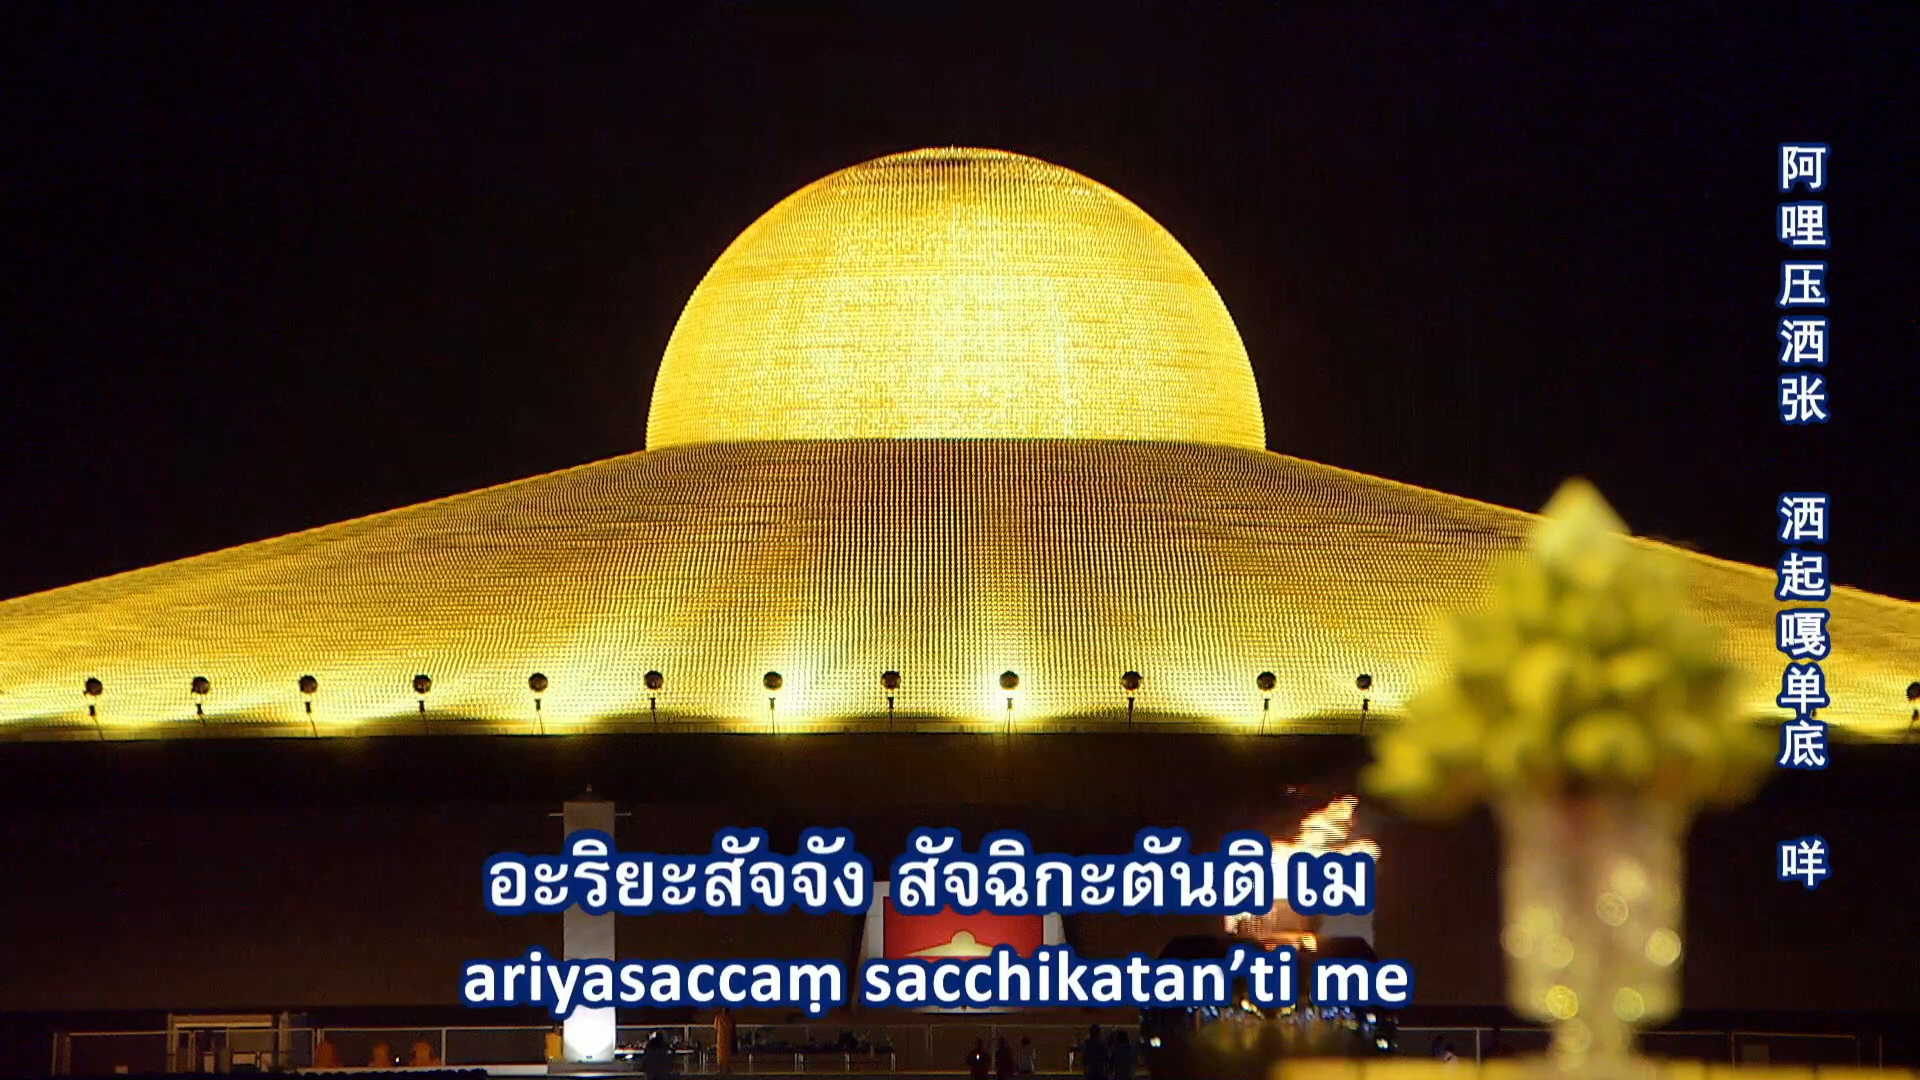 อะริยะสัจจัง สัจฉิกะตันติ เม
ariyasaccaṃ sacchikatan’ti me
阿哩压洒张 洒起嘎单底 咩